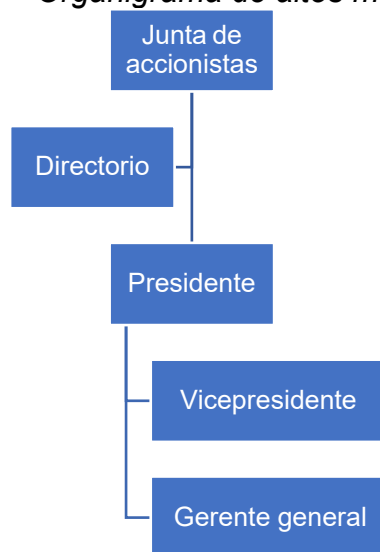 Organigrama de altos
Junta de
accionistas
Directorio
Presidente
Vicepresidente
Gerente general